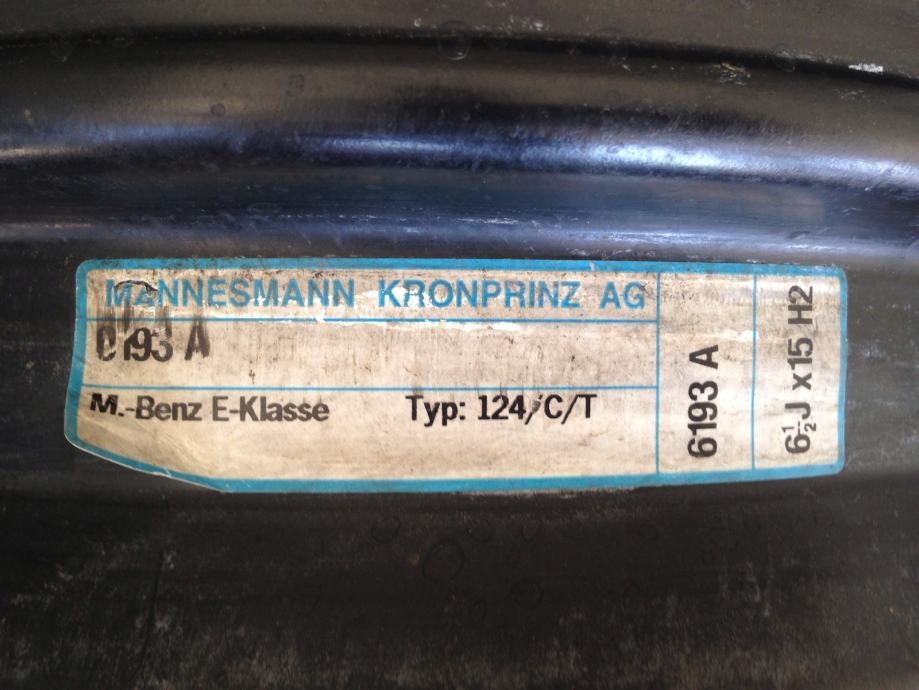 MANNESMANN KRONPRINZ AG
6193 A
M.-Benz E-Klasse Typ: 124/C/T
6193 A
6½J x15 H2